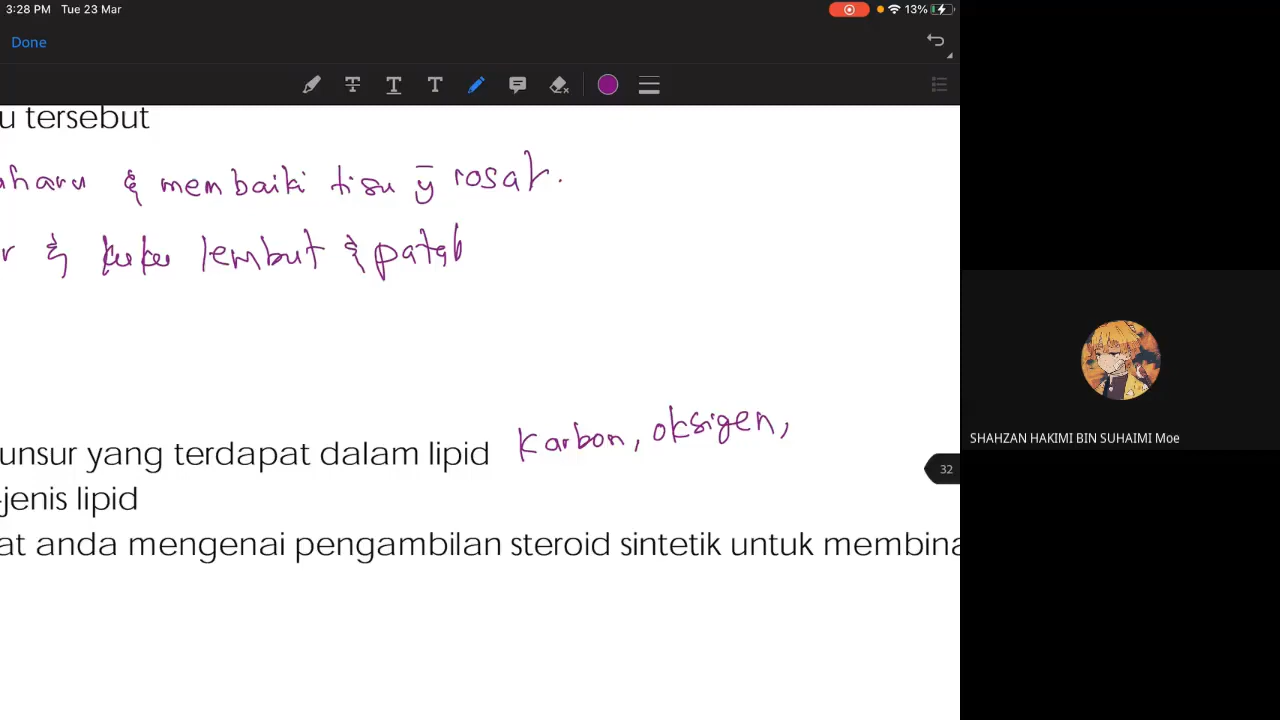 3:28 PM Tue 23 Mar
13%
Done
u tersebut
aharu & membaiki tisu ȳ rosak.
r & kuku lembut & patah
unsur yang terdapat dalam lipid karbon, oksigen,
32
-jenis lipid
at anda mengenai pengambilan steroid sintetik untuk membina
SHAHZAN HAKIMI BIN SUHAIMI Moe